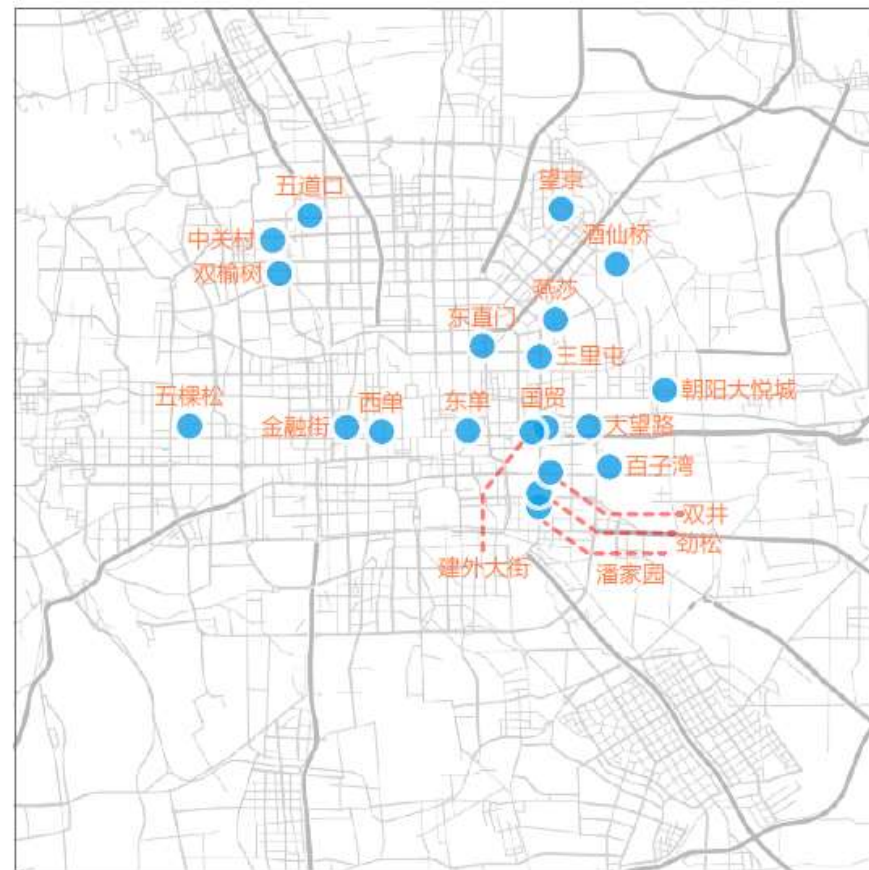 五道口
望京
中关村
酒仙桥
双榆树
燕莎
东直门
三里屯
朝阳大悦城
五棵松
西单
东单
国贸
金融街
大望路
百子湾
双井
劲松
建外大街
潘家园